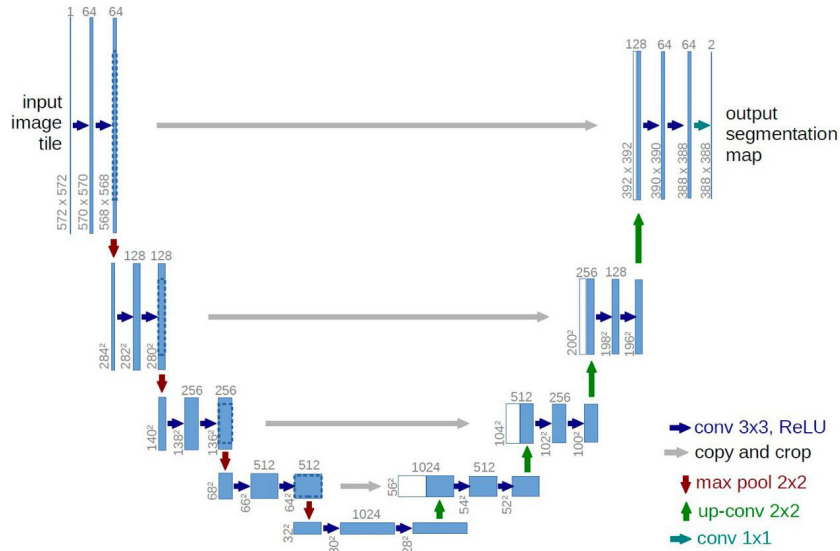 1
64
64
input
image
tile
572 x 572
570 x 570
568 x 568
128
64
64
2
output
segmentation
map
392 x 392
390 x 390
388 x 388
388 x 388
128
128
284²
282²
280²
256
128
200²
198²
196²
256
256
140²
138²
136²
512
256
104²
102²
100²
512
512
68²
66²
64²
1024
512
56²
54²
52²
1024
32²
30²
28²
conv 3x3, ReLU
copy and crop
max pool 2x2
up-conv 2x2
conv 1x1